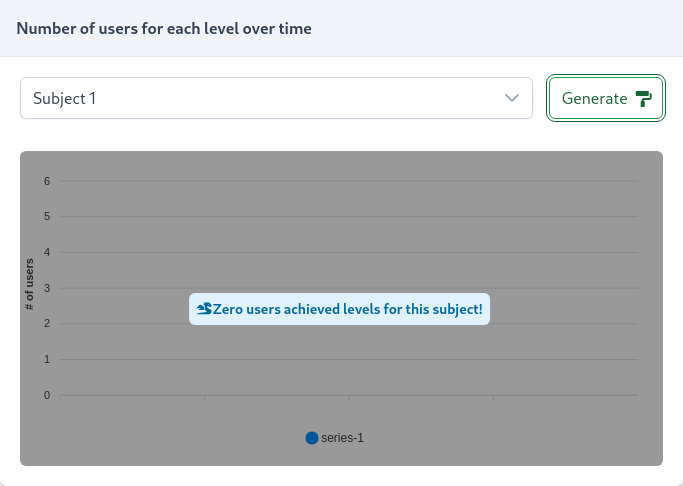 Number of users for each level over time
Subject 1
Generate
6
5
4
3
2
1
0
# of users
Zero users achieved levels for this subject!
series-1